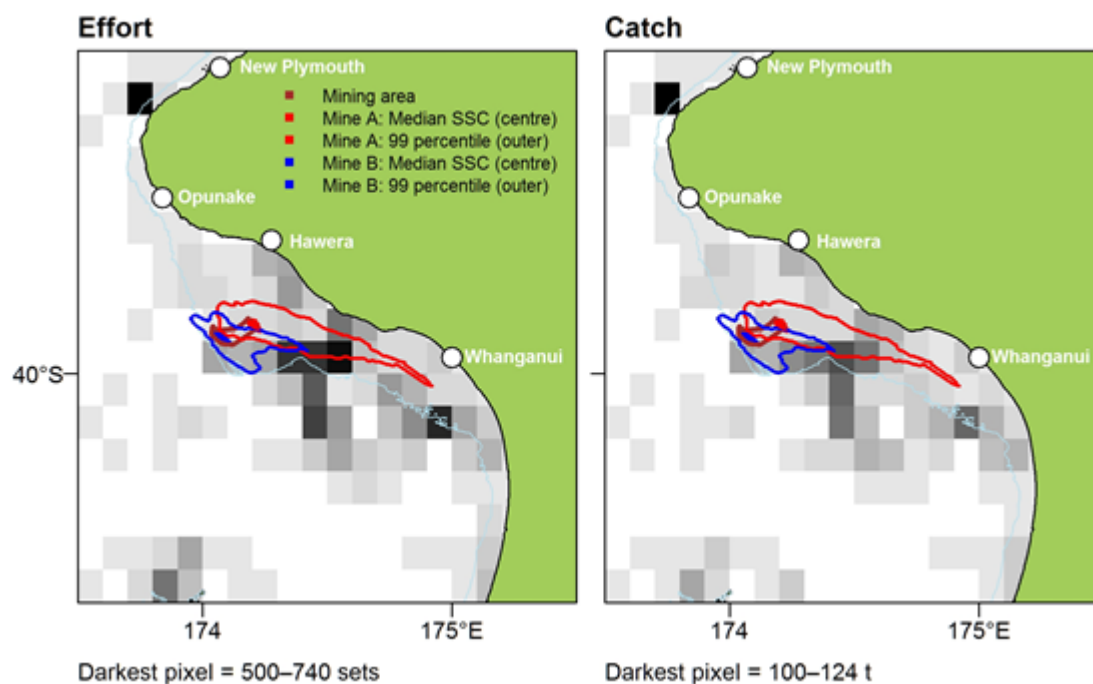 Effort
New Plymouth
Mining area
Mine A: Median SSC (centre)
Mine A: 99 percentile (outer)
Mine B: Median SSC (centre)
Mine B: 99 percentile (outer)
Opunake
Hawera
Whanganui
40°S
174
175°E
Darkest pixel = 500–740 sets
Catch
New Plymouth
Opunake
Hawera
Whanganui
174
175°E
Darkest pixel = 100–124 t